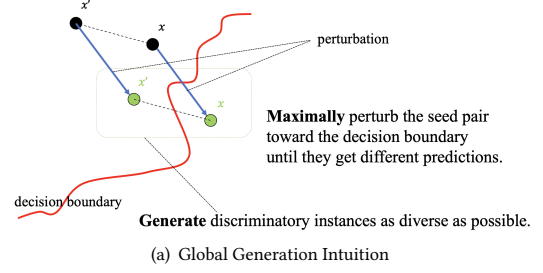 x′
x
perturbation
x′
x
Maximally perturb the seed pair
toward the decision boundary
until they get different predictions.
decision boundary
Generate discriminatory instances as diverse as possible.
(a) Global Generation Intuition